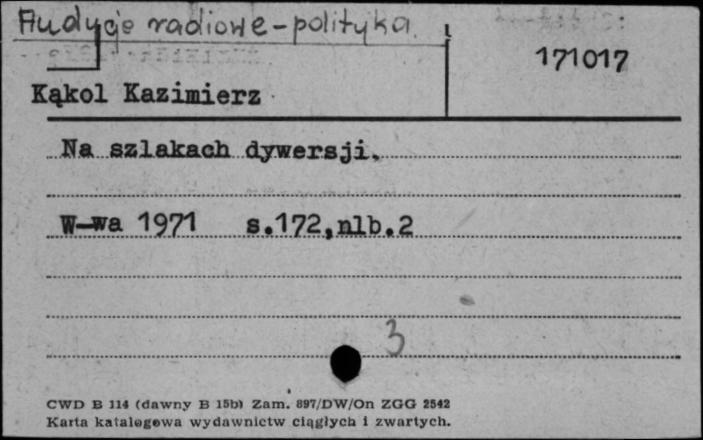 Audycje radiowe - polityka.
171017
Kąkol Kazimierz
Na szlakach dywersji.
W-wa 1971 s.172,nlb.2
3
CWD B 114 (dawny B 15b) Zam. 897/DW/On ZGG 2542
Karta katalogowa wydawnictw ciągłych i zwartych.